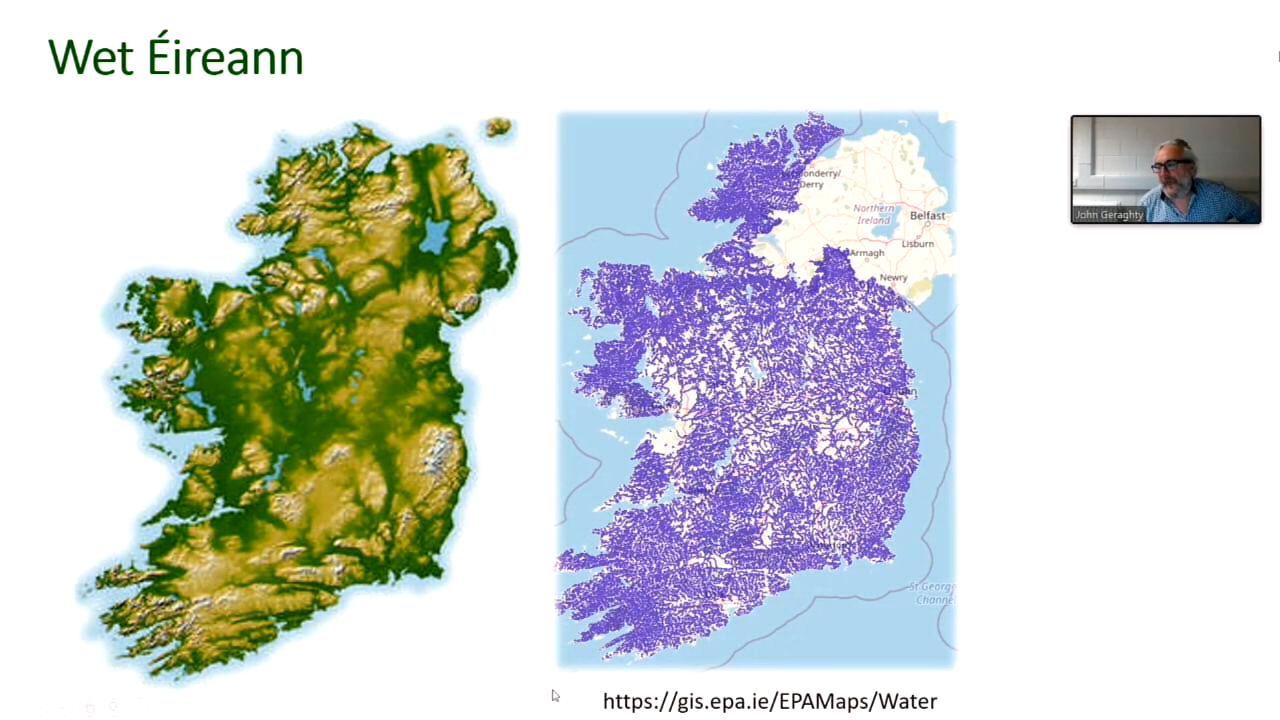 Wet Éireann
Derry
Northern
Ireland
Belfast
Lisburn
Armagh
Newry
St George
Channel
John Geraghty
https://gis.epa.ie/EPAMaps/Water